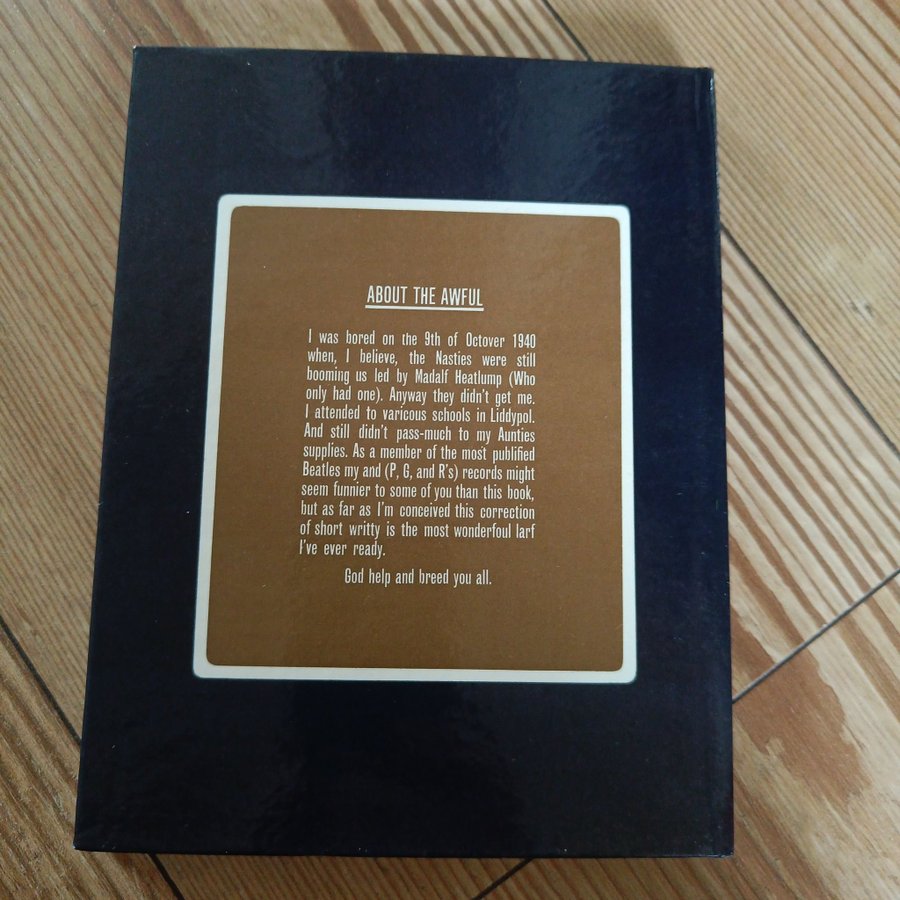 ABOUT THE AWFUL
I was bored on the 9th of Octover 1940
when, I believe, the Nasties were still
booming us led by Madalf Heatlump (Who
only had one). Anyway they didn't get me.
I attended to varicous schools in Liddypol.
And still didn't pass-much to my Aunties
supplies. As a member of the most publified
Beatles my and (P, G, and R's) records might
seem funnier to some of you than this book,
but as far as I'm conceived this correction
of short writty is the most wonderfoul larf
I've ever ready.
God help and breed you all.